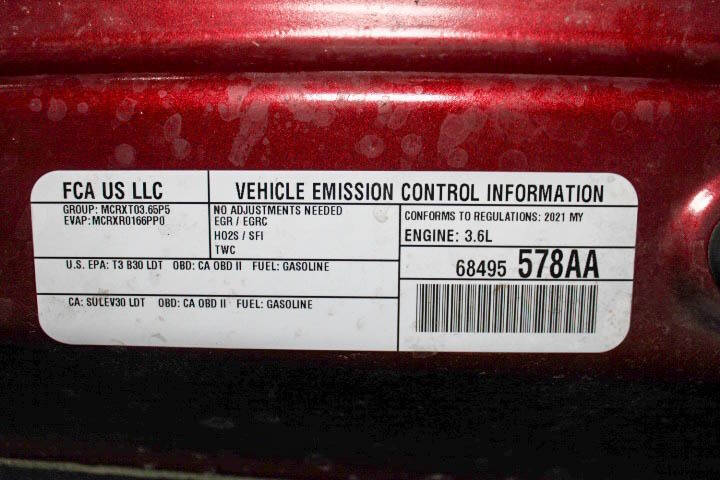 FCA US LLC
VEHICLE EMISSION CONTROL INFORMATION
GROUP: MCRXT03.65P5
EVAP: MCRXR0166PP0
NO ADJUSTMENTS NEEDED
EGR / EGRC
HO2S / SFI
TWC
CONFORMS TO REGULATIONS: 2021 MY
ENGINE: 3.6L
U.S. EPA: T3 B30 LDT OBD: CA OBD II FUEL: GASOLINE
CA: SULEV30 LDT OBD: CA OBD II FUEL: GASOLINE
68495 578AA